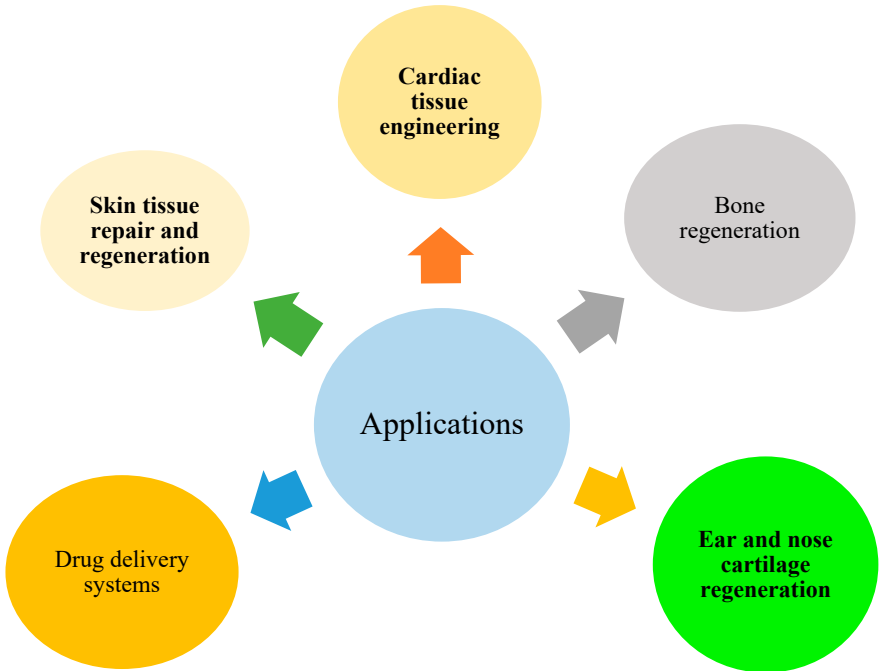 Cardiac
tissue
engineering
Skin tissue
repair and
regeneration
Bone
regeneration
Applications
Drug delivery
systems
Ear and nose
cartilage
regeneration